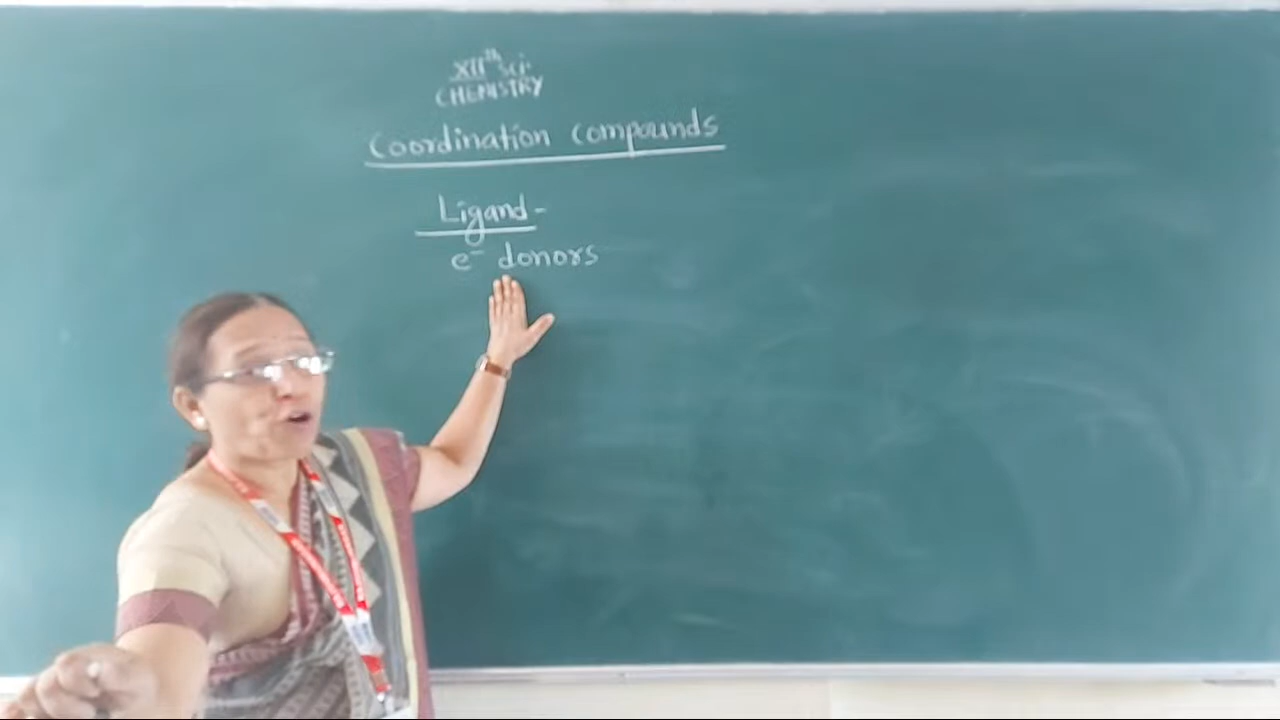 XIIth Sci.
CHEMISTRY
Coordination compounds
Ligand -
e⁻ donors